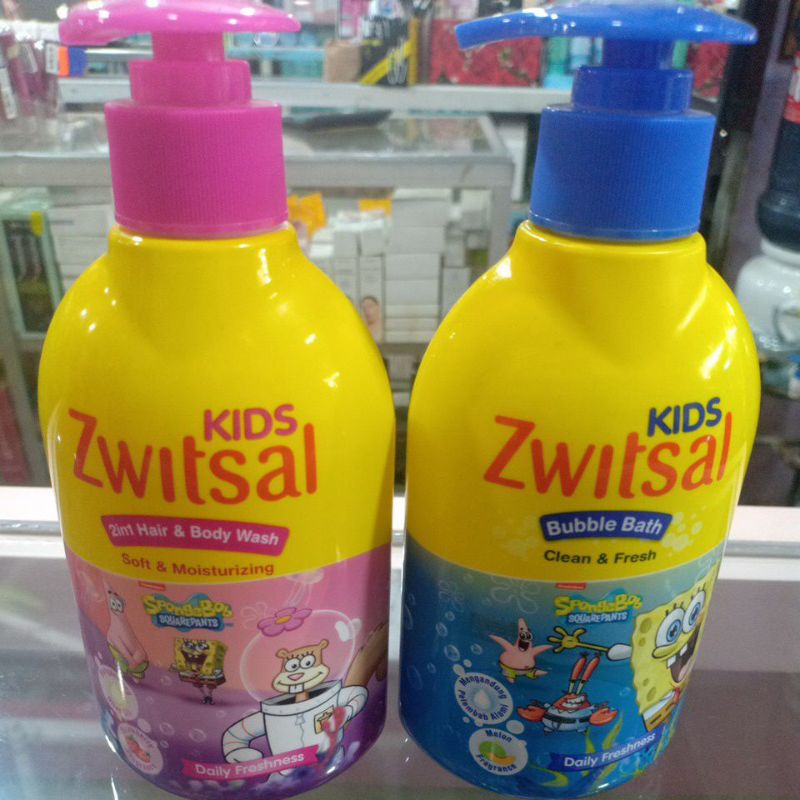 KIDS
Zwitsal
2in1 Hair & Body Wash
Soft & Moisturizing
SpongeBob
SQUAREPANTS
Daily Freshness
KIDS
Zwitsal
Bubble Bath
Clean & Fresh
nickelodeon
SpongeBob
SQUAREPANTS
Mengandung
Pelembab Alami
Melon
Fragrance
Daily Freshness